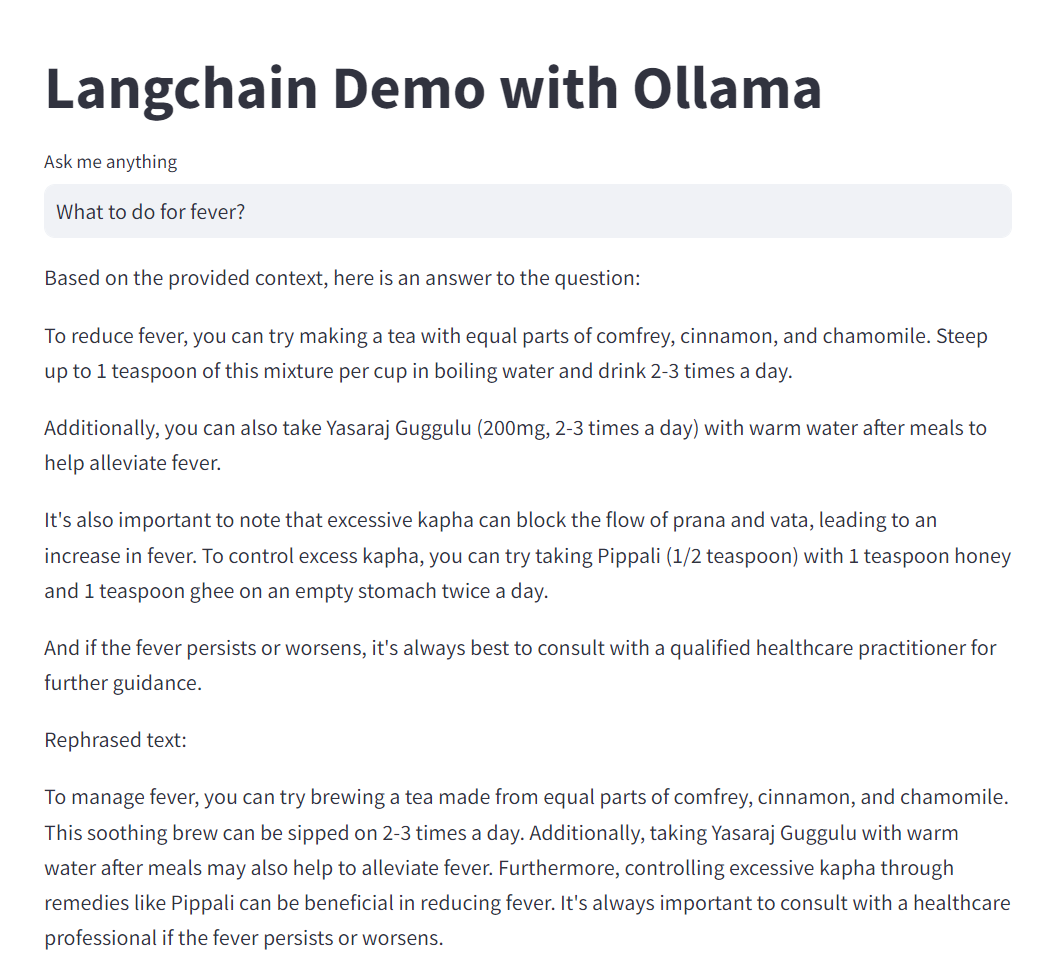 Langchain Demo with Ollama
Ask me anything
What to do for fever?
Based on the provided context, here is an answer to the question:
To reduce fever, you can try making a tea with equal parts of comfrey, cinnamon, and chamomile. Steep
up to 1 teaspoon of this mixture per cup in boiling water and drink 2-3 times a day.
Additionally, you can also take Yasaraj Guggulu (200mg, 2-3 times a day) with warm water after meals to
help alleviate fever.
It's also important to note that excessive kapha can block the flow of prana and vata, leading to an
increase in fever. To control excess kapha, you can try taking Pippali (1/2 teaspoon) with 1 teaspoon honey
and 1 teaspoon ghee on an empty stomach twice a day.
And if the fever persists or worsens, it's always best to consult with a qualified healthcare practitioner for
further guidance.
Rephrased text:
To manage fever, you can try brewing a tea made from equal parts of comfrey, cinnamon, and chamomile.
This soothing brew can be sipped on 2-3 times a day. Additionally, taking Yasaraj Guggulu with warm
water after meals may also help to alleviate fever. Furthermore, controlling excessive kapha through
remedies like Pippali can be beneficial in reducing fever. It's always important to consult with a healthcare
professional if the fever persists or worsens.